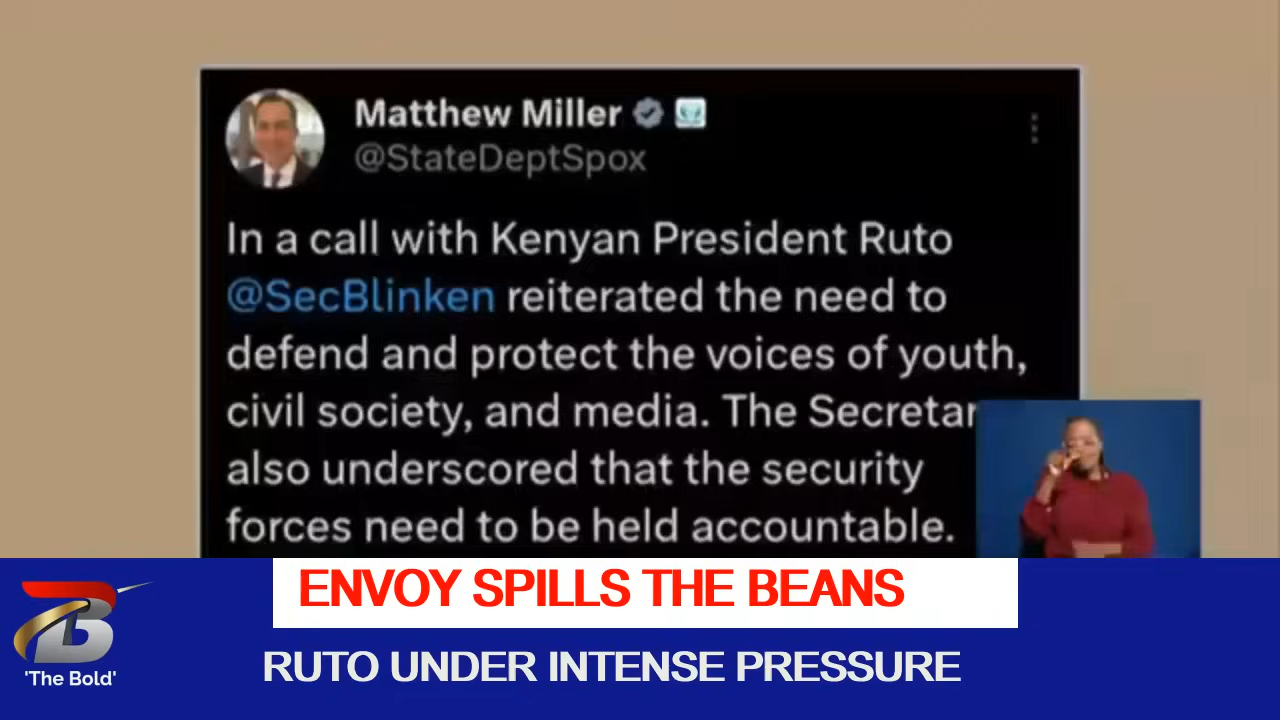 Matthew Miller
@StateDeptSpox
In a call with Kenyan President Ruto
@SecBlinken reiterated the need to
defend and protect the voices of youth,
civil society, and media. The
also underscored that the security
forces need to be held accountable.
ENVOY SPILLS THE BEANS
B
'The Bold'
RUTO UNDER INTENSE PRESSURE